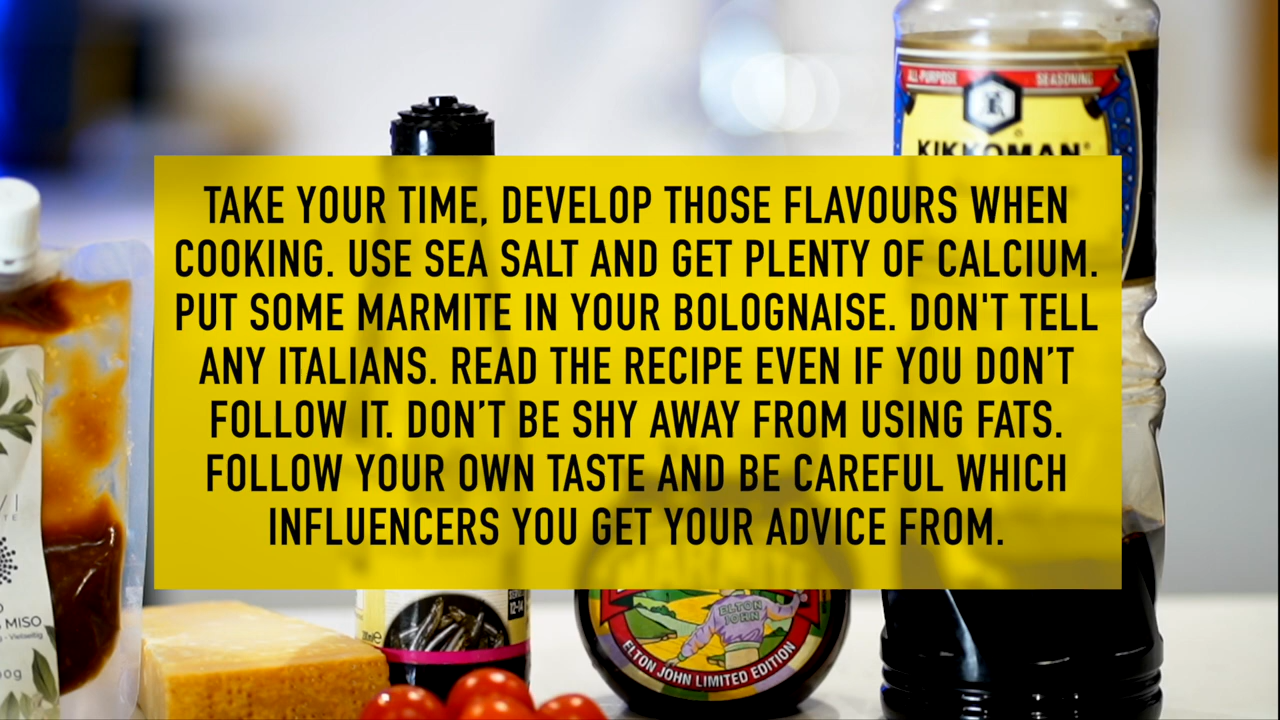 ALL-PURPOSE SEASONING
KIKKOMAN
TAKE YOUR TIME, DEVELOP THOSE FLAVOURS WHEN
COOKING. USE SEA SALT AND GET PLENTY OF CALCIUM.
PUT SOME MARMITE IN YOUR BOLOGNAISE. DON'T TELL
ANY ITALIANS. READ THE RECIPE EVEN IF YOU DON’T
FOLLOW IT. DON’T BE SHY AWAY FROM USING FATS.
FOLLOW YOUR OWN TASTE AND BE CAREFUL WHICH
INFLUENCERS YOU GET YOUR ADVICE FROM.
MISO
12-14
ELTON
JOHN
ELTON JOHN LIMITED EDITION